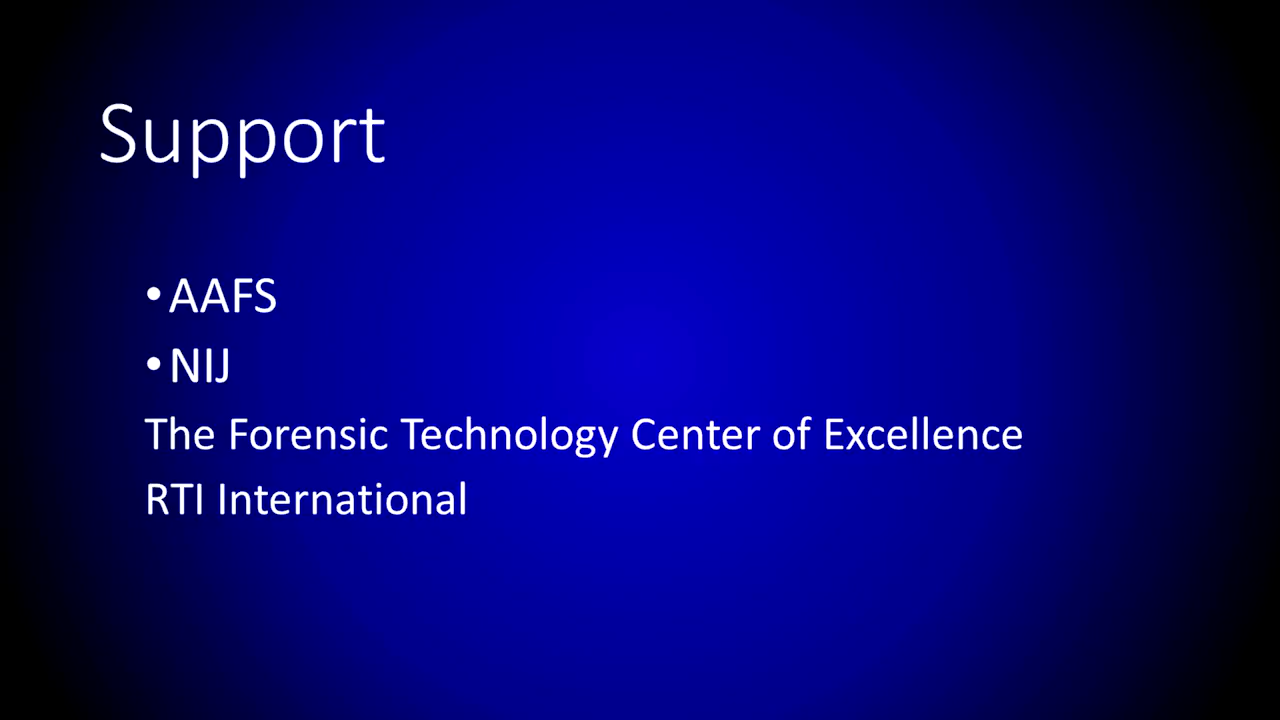 Support
•AAFS
•NIJ
The Forensic Technology Center of Excellence
RTI International